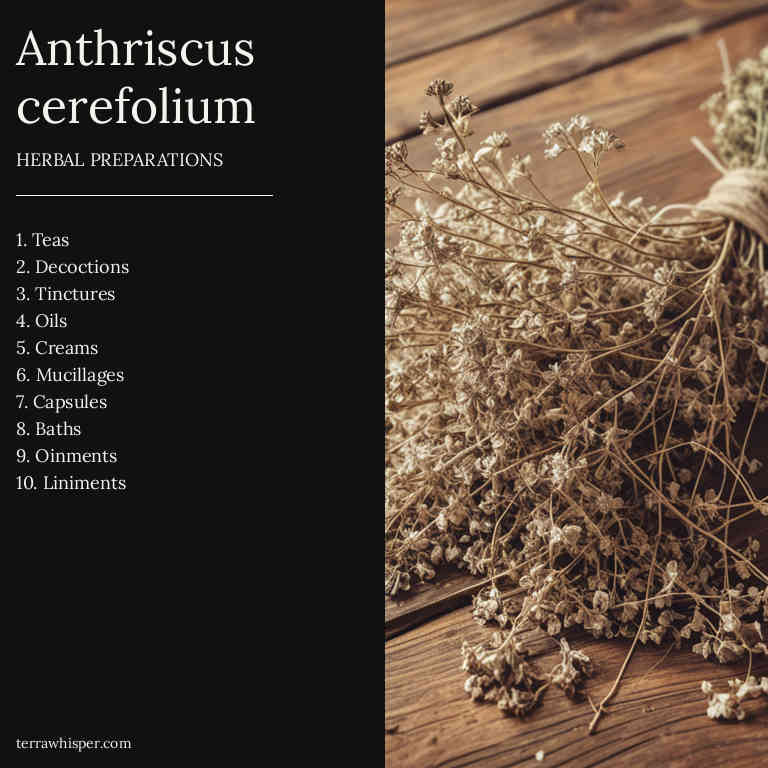 Anthriscus
cerefolium
HERBAL PREPARATIONS
1. Teas
2. Decoctions
3. Tinctures
4. Oils
5. Creams
6. Mucillages
7. Capsules
8. Baths
9. Oinments
10. Liniments
terrawhisper.com